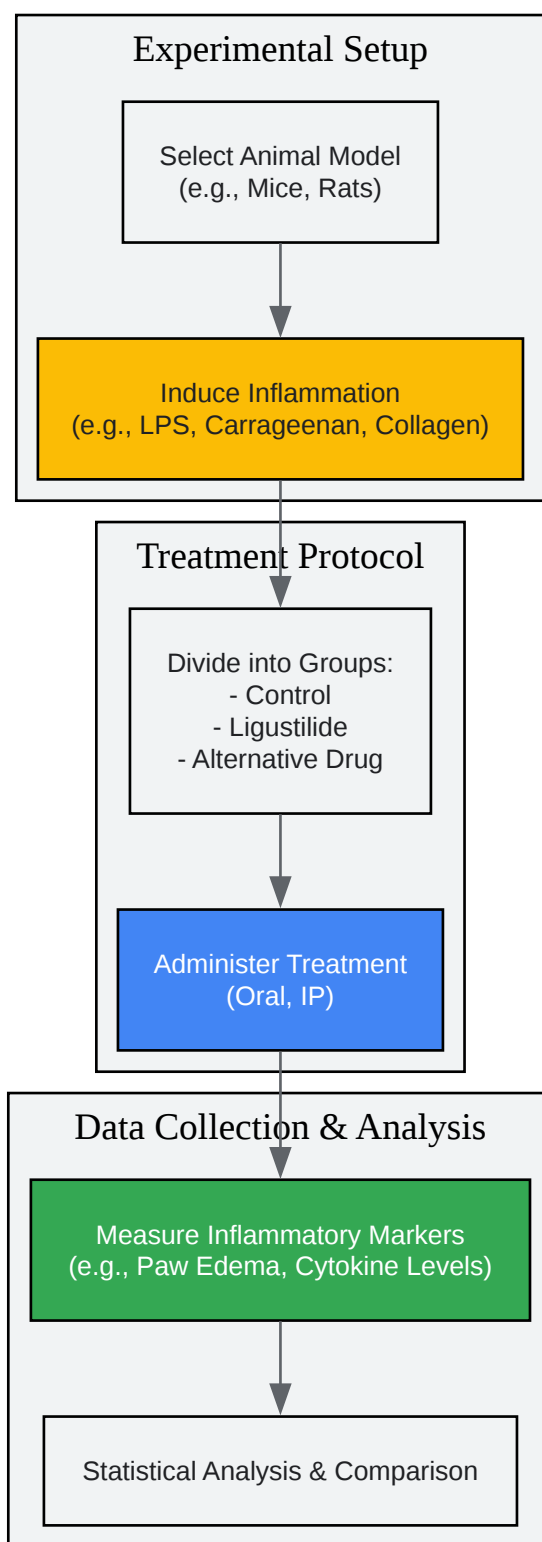 Experimental Setup
Select Animal Model
(e.g., Mice, Rats)
Induce Inflammation
(e.g., LPS, Carrageenan, Collagen)
Treatment Protocol
Divide into Groups:
- Control
- Ligustilide
- Alternative Drug
Administer Treatment
(Oral, IP)
Data Collection & Analysis
Measure Inflammatory Markers
(e.g., Paw Edema, Cytokine Levels)
Statistical Analysis & Comparison